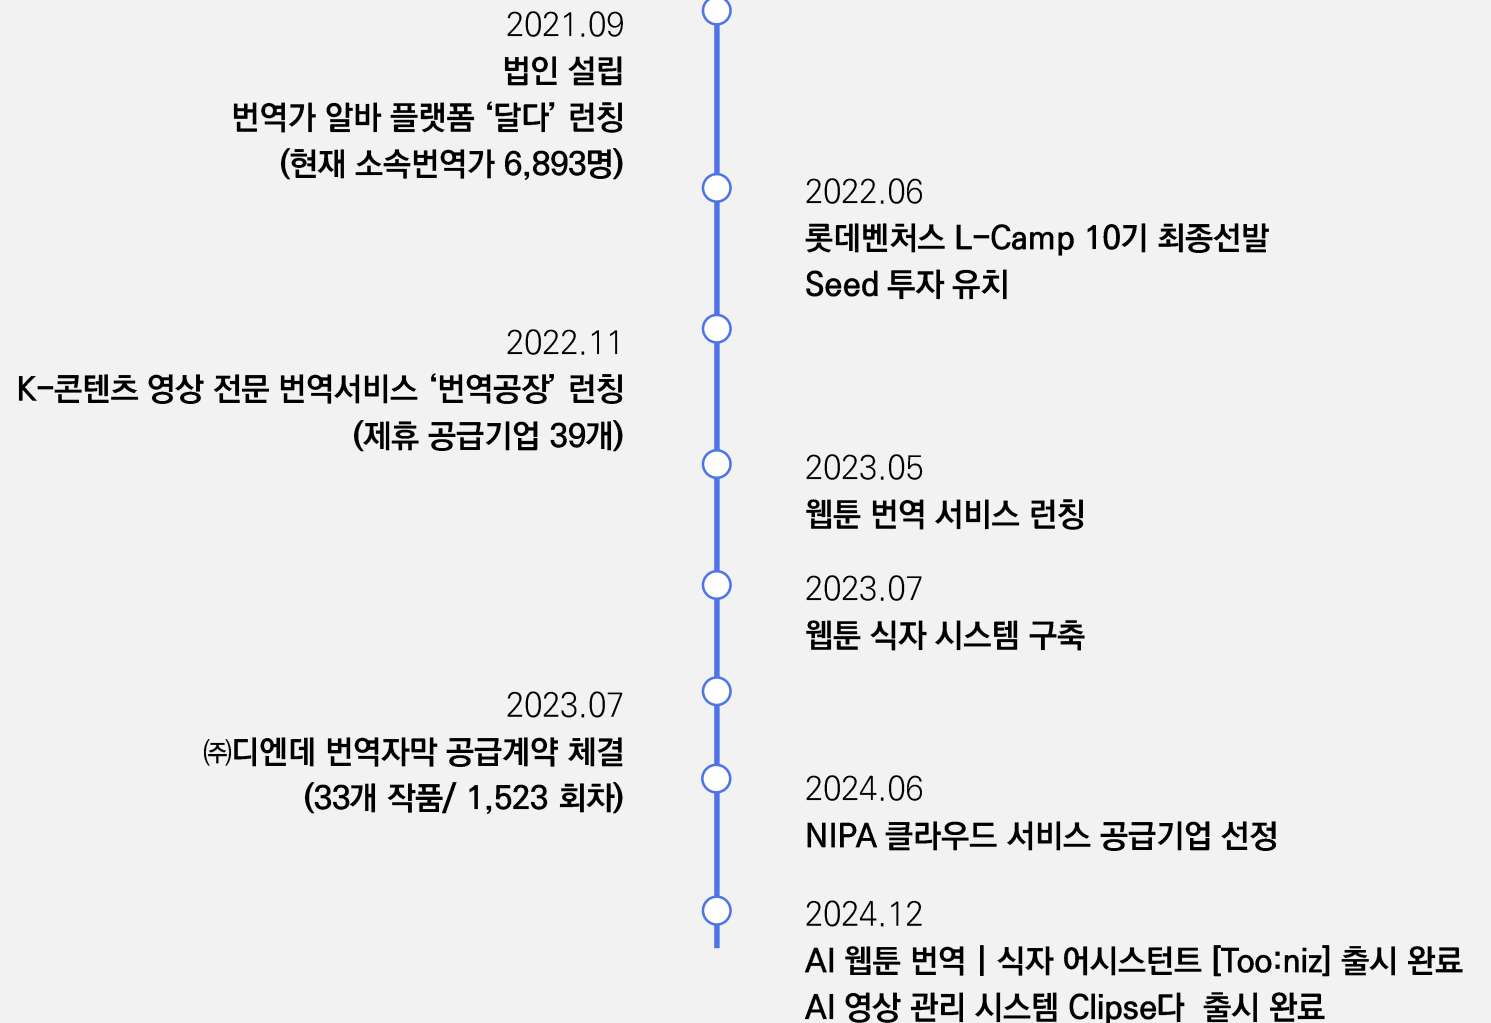 2021.09
법인 설립
번역가 알바 플랫폼 ‘달다’ 런칭
(현재 소속번역가 6,893명)
2022.06
롯데벤처스 L-Camp 10기 최종선발
Seed 투자 유치
2022.11
K-콘텐츠 영상 전문 번역서비스 ‘번역공장’ 런칭
(제휴 공급기업 39개)
2023.05
웹툰 번역 서비스 런칭
2023.07
웹툰 식자 시스템 구축
2023.07
㈜디엔데 번역자막 공급계약 체결
(33개 작품/ 1,523 회차)
2024.06
NIPA 클라우드 서비스 공급기업 선정
2024.12
AI 웹툰 번역 | 식자 어시스턴트 [Too:niz] 출시 완료
AI 영상 관리 시스템 Clipse다 출시 완료